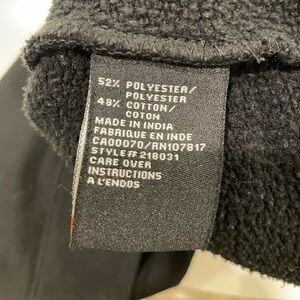 52% POLYESTER/
POLYESTER
48% COTTON/
COTON
MADE IN INDIA
FABRIQUE EN INDE
CA00070/RN107817
STYLE# 218031
CARE OVER
INSTRUCTIONS
A L'ENDOS